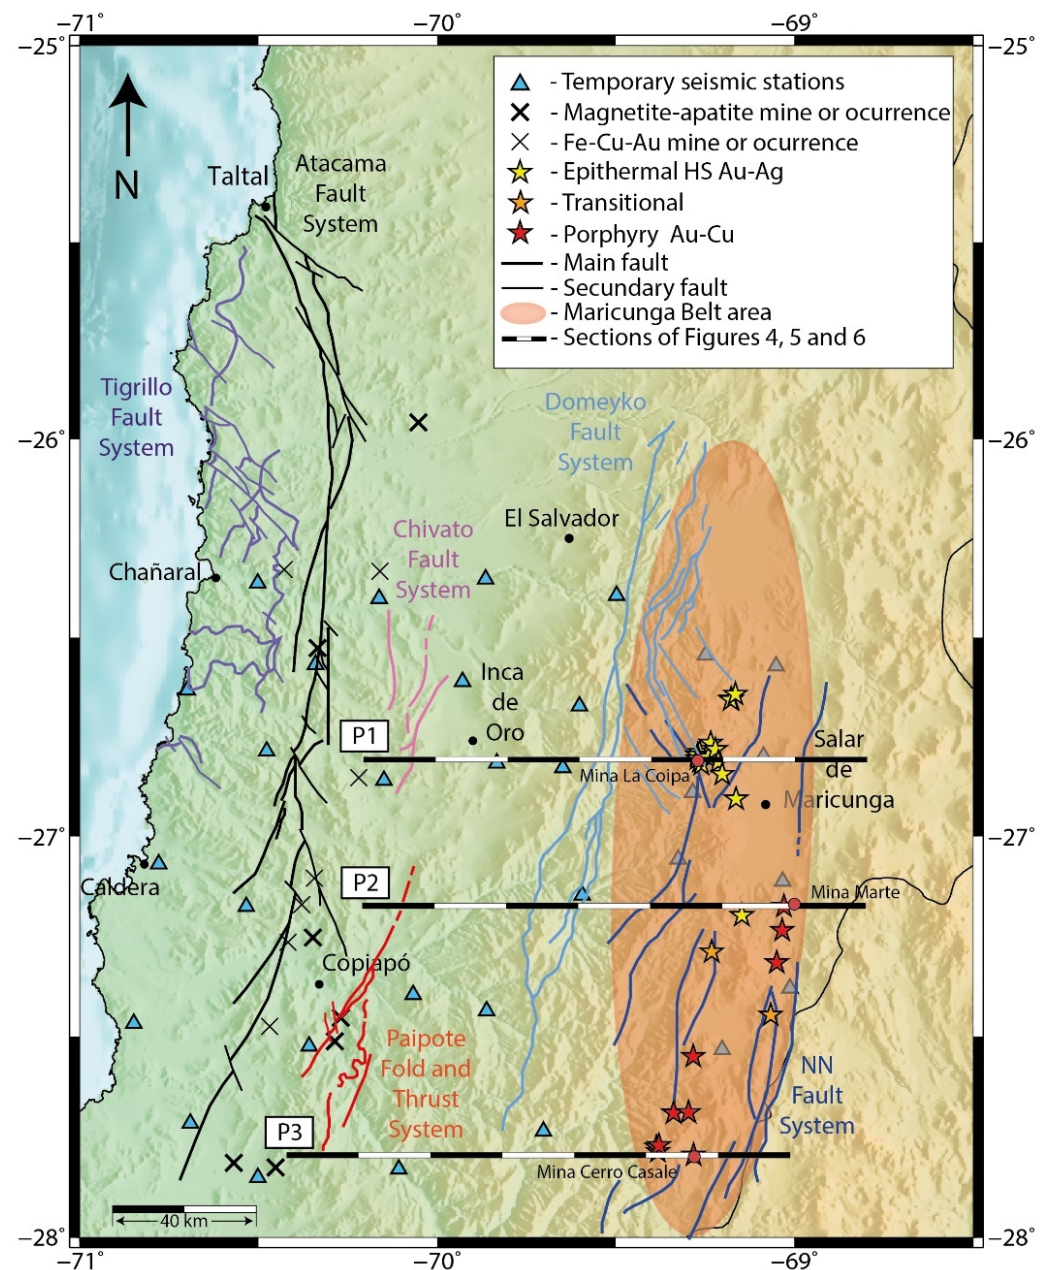 −71°
−70°
−69°
−25°
−25°
- Temporary seismic stations
- Magnetite-apatite mine or ocurrence
- Fe-Cu-Au mine or ocurrence
- Epithermal HS Au-Ag
- Transitional
- Porphyry Au-Cu
- Main fault
- Secundary fault
- Maricunga Belt area
- Sections of Figures 4, 5 and 6
N
Taltal
Atacama
Fault
System
Tigrillo
Fault
System
Domeyko
Fault
System
−26°
−26°
El Salvador
Chivato
Fault
System
Chañaral
Inca
de
Oro
P1
Salar
de
Maricunga
Mina La Coipa
−27°
−27°
Caldera
P2
Mina Marte
Copiapó
Paipote
Fold and
Thrust
System
NN
Fault
System
P3
Mina Cerro Casale
40 km
−28°
−28°
−71°
−70°
−69°